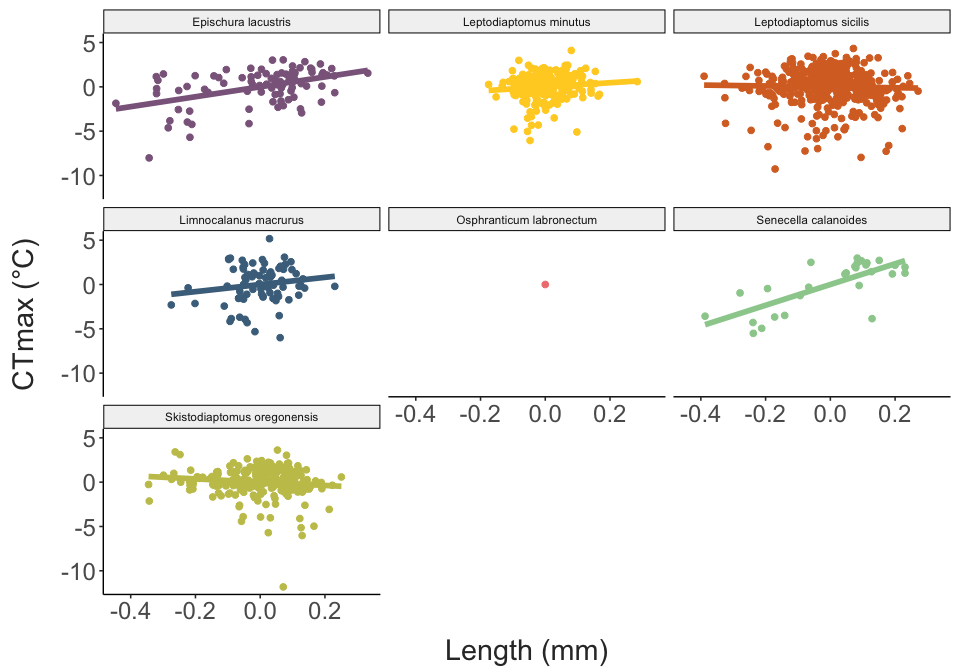 Epischura lacustris
Leptodiaptomus minutus
Leptodiaptomus sicilis
5
0
-5
-10
Limnocalanus macrurus
Osphranticum labronectum
Senecella calanoides
5
0
-5
-10
-0.4 -0.2 0.0 0.2
-0.4 -0.2 0.0 0.2
Skistodiaptomus oregonensis
5
0
-5
-10
-0.4 -0.2 0.0 0.2
CTmax (°C)
Length (mm)